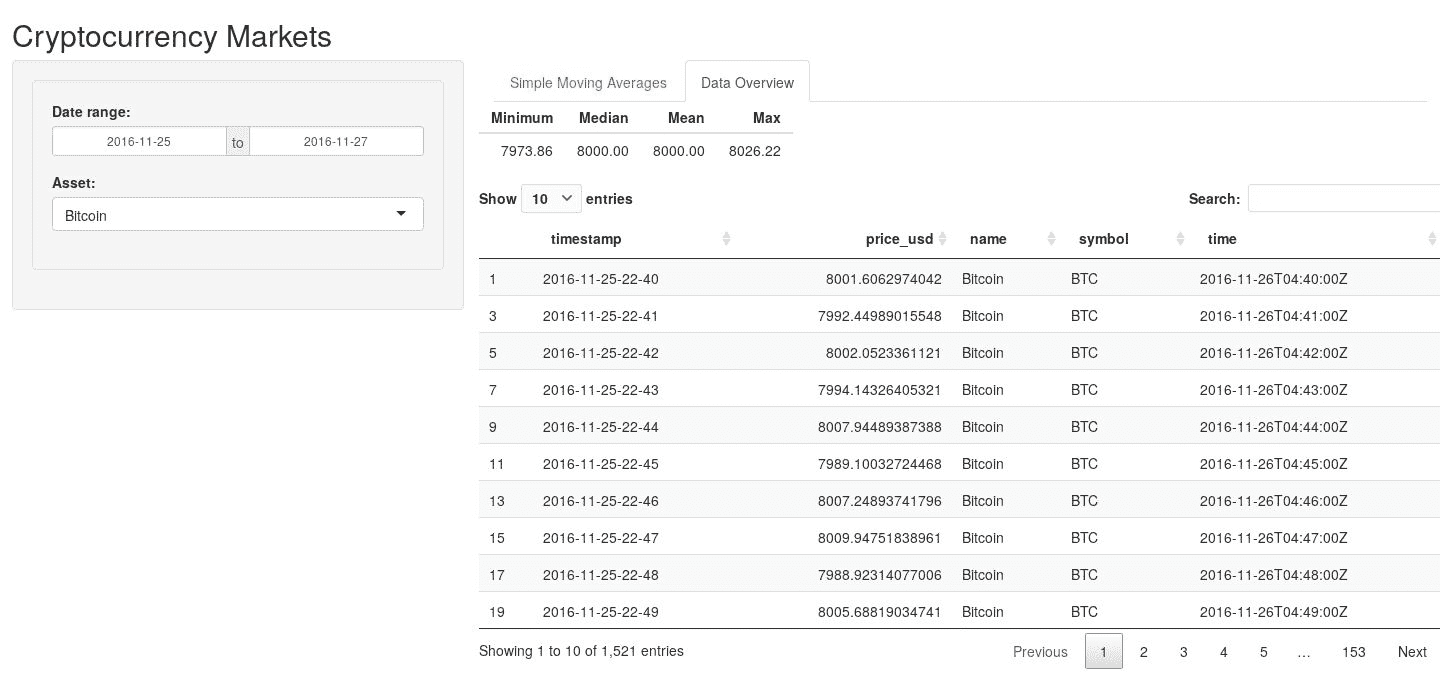 Cryptocurrency Markets
Date range:
2016-11-25 to 2016-11-27
Asset:
Bitcoin
Simple Moving Averages Data Overview
Minimum Median Mean Max
7973.86 8000.00 8000.00 8026.22
Show 10 entries Search:
timestamp price_usd name symbol time
1 2016-11-25-22-40 8001.6062974042 Bitcoin BTC 2016-11-26T04:40:00Z
3 2016-11-25-22-41 7992.44989015548 Bitcoin BTC 2016-11-26T04:41:00Z
5 2016-11-25-22-42 8002.0523361121 Bitcoin BTC 2016-11-26T04:42:00Z
7 2016-11-25-22-43 7994.14326405321 Bitcoin BTC 2016-11-26T04:43:00Z
9 2016-11-25-22-44 8007.94489387388 Bitcoin BTC 2016-11-26T04:44:00Z
11 2016-11-25-22-45 7989.10032724468 Bitcoin BTC 2016-11-26T04:45:00Z
13 2016-11-25-22-46 8007.24893741796 Bitcoin BTC 2016-11-26T04:46:00Z
15 2016-11-25-22-47 8009.94751838961 Bitcoin BTC 2016-11-26T04:47:00Z
17 2016-11-25-22-48 7988.92314077006 Bitcoin BTC 2016-11-26T04:48:00Z
19 2016-11-25-22-49 8005.68819034741 Bitcoin BTC 2016-11-26T04:49:00Z
Showing 1 to 10 of 1,521 entries Previous 1 2 3 4 5 … 153 Next